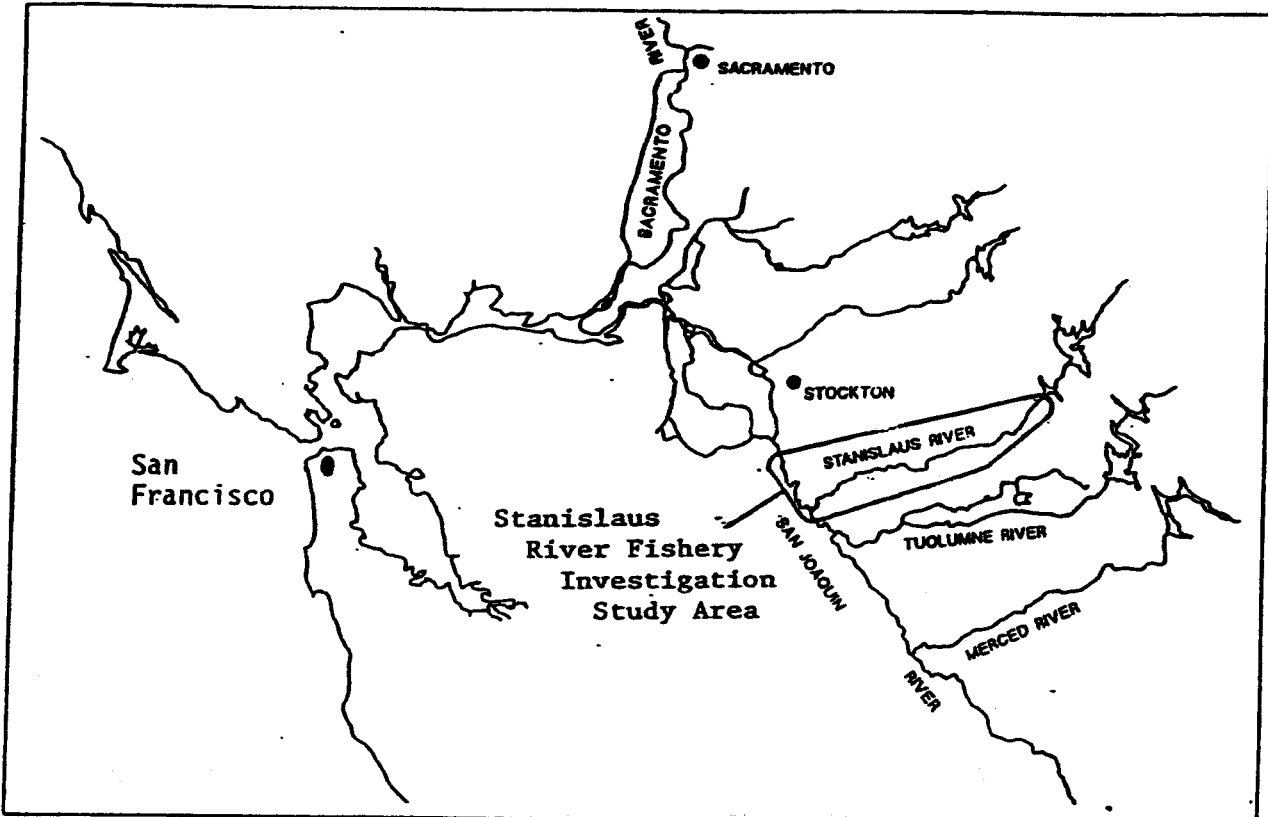 RIVER
SACRAMENTO
SACRAMENTO
STOCKTON
STANISLAUS RIVER
San
Francisco
Stanislaus
River Fishery
Investigation
Study Area
SAN JOAQUIN
RIVER
TUOLUMNE RIVER
MERCED RIVER